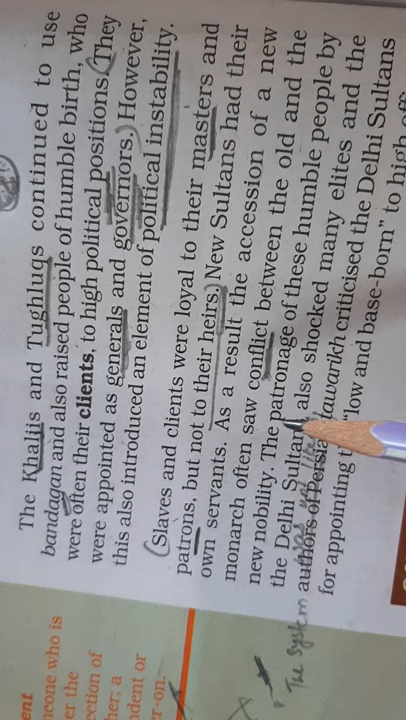 The Khaljis and Tughluqs continued to use
bandagan and also raised people of humble birth, who
were often their clients, to high political positions. They
were appointed as generals and governors. However,
this also introduced an element of political instability.
Slaves and clients were loyal to their masters and
patrons, but not to their heirs. New Sultans had their
own servants. As a result the accession of a new
monarch often saw conflict between the old and the
new nobility. The patronage of these humble people by
the Delhi Sultans also shocked many elites and the
authors of Persian tawarikh criticised the Delhi Sultans
for appointing the "low and base-born" to high
ent
neone who is
er the
ection of
her; a
ndent or
er-on.
The system was not